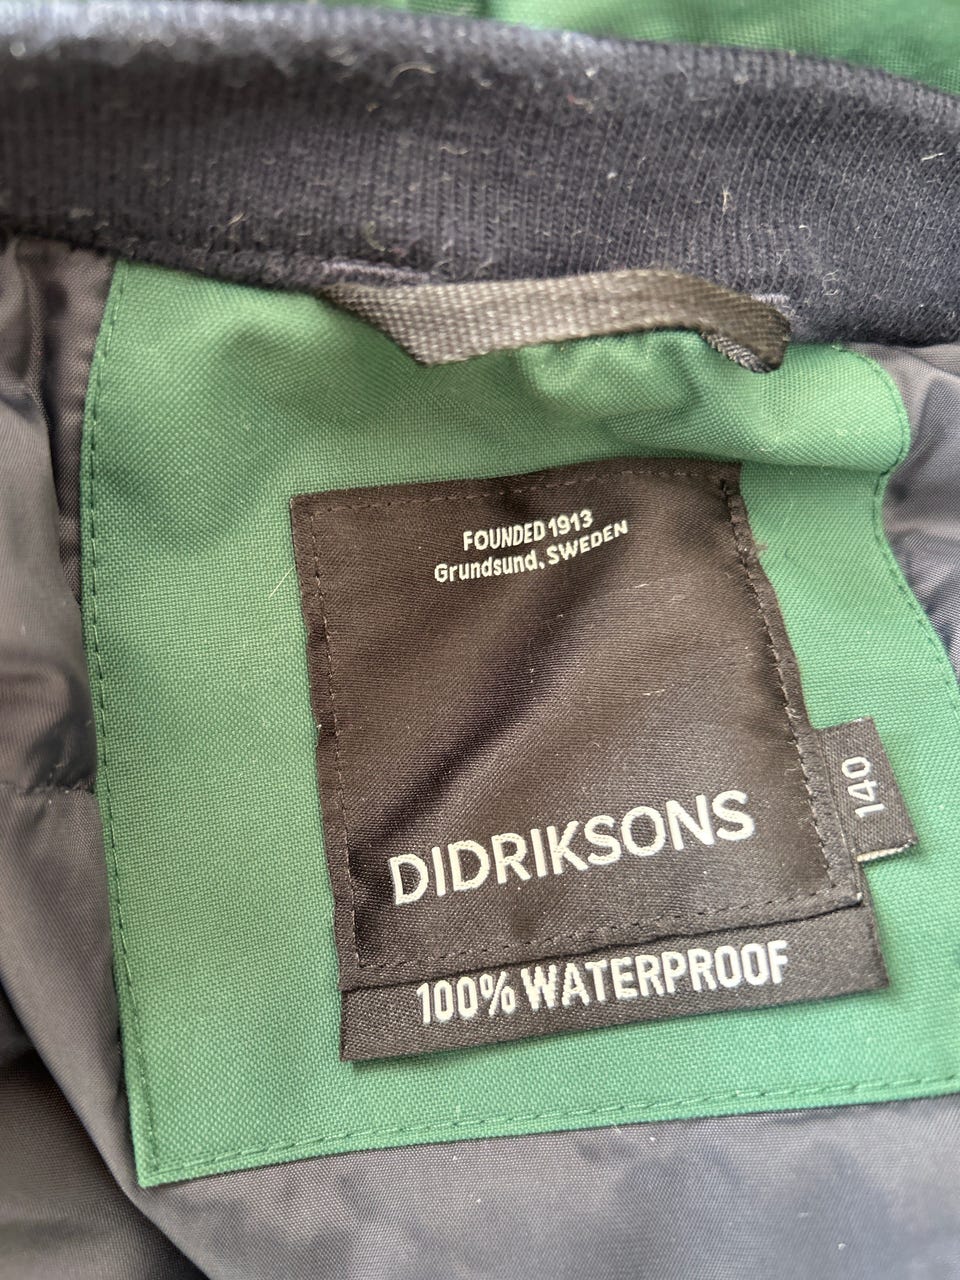 FOUNDED 1913
Grundsund, SWEDEN
DIDRIKSONS
140
100% WATERPROOF